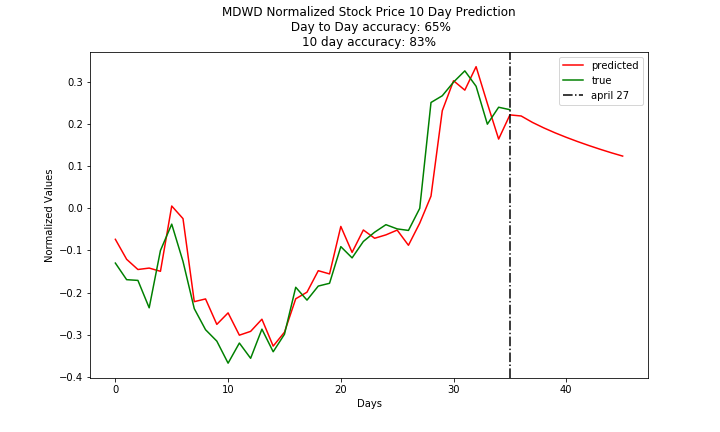 MDWD Normalized Stock Price 10 Day Prediction
Day to Day accuracy: 65%
10 day accuracy: 83%
predicted
true
april 27
0.3
0.2
0.1
0.0
−0.1
−0.2
−0.3
−0.4
Normalized Values
0 10 20 30 40
Days